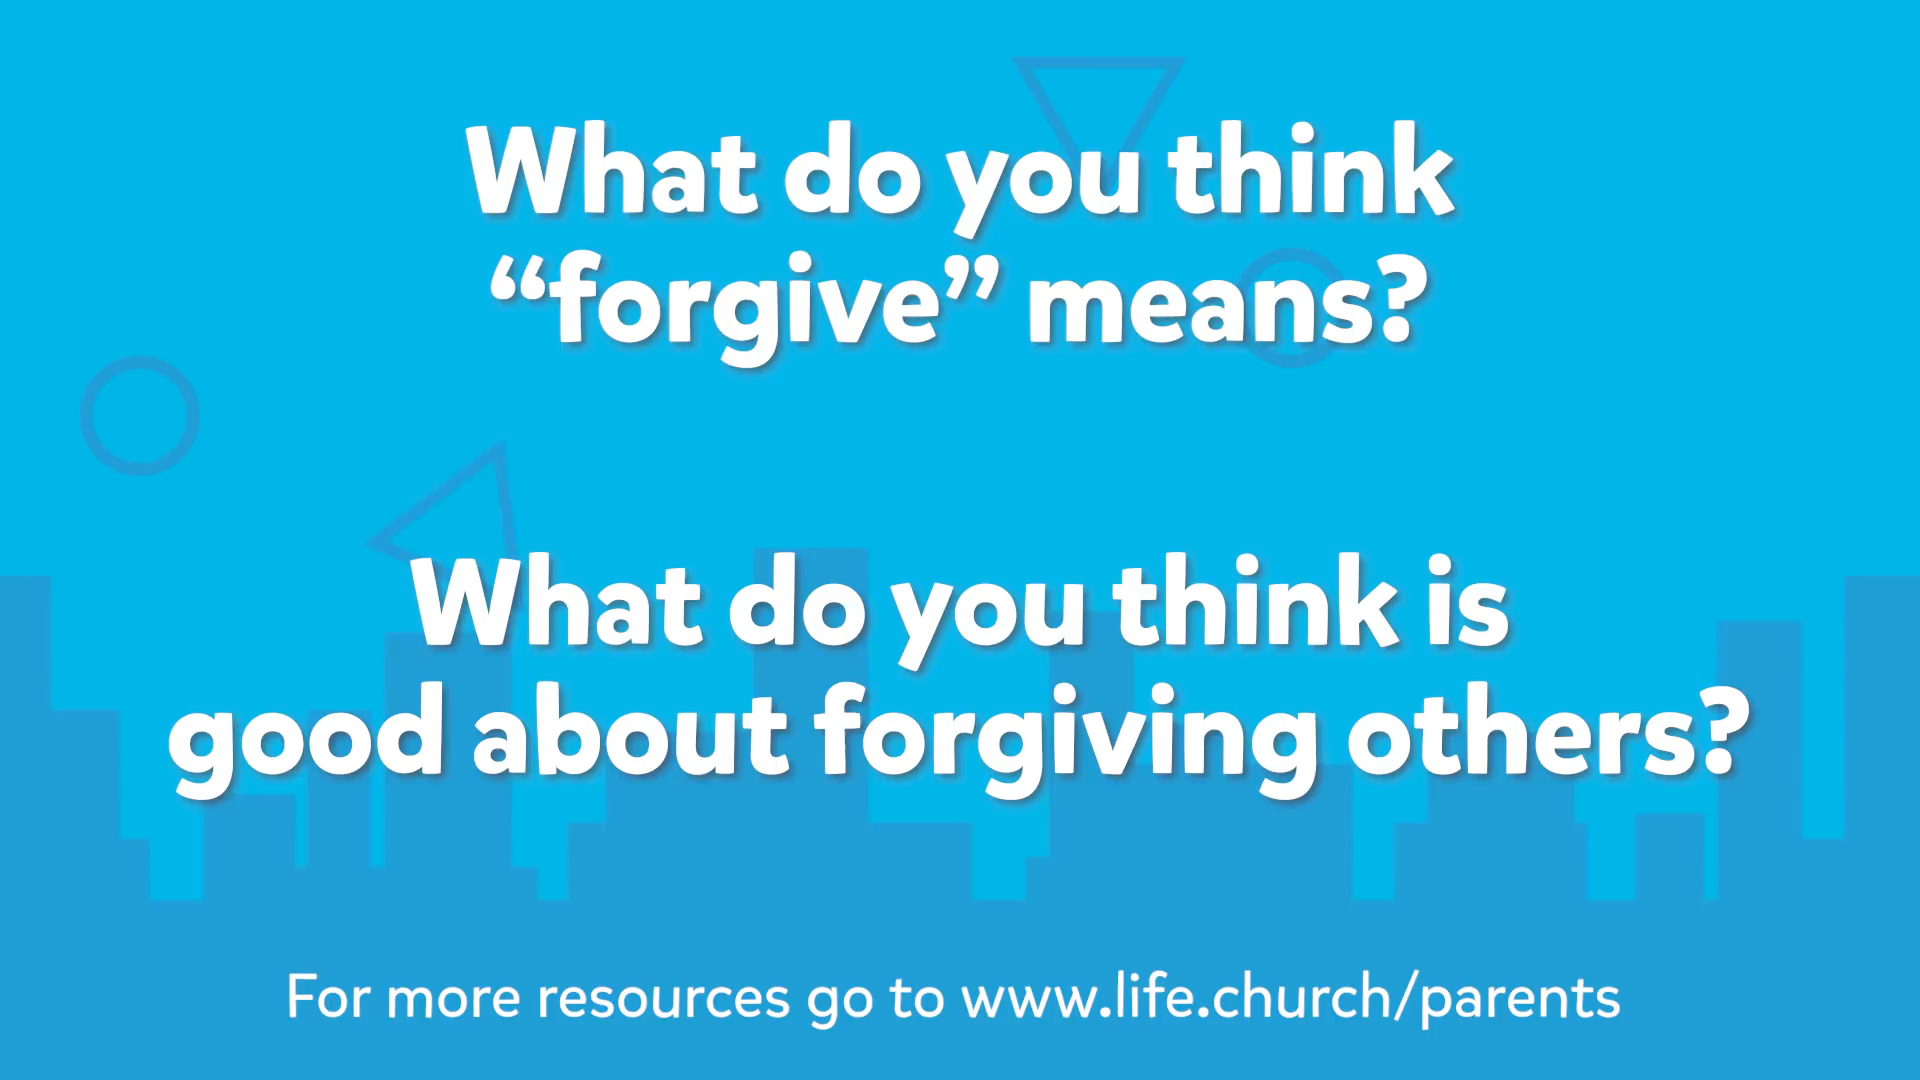 What do you think
“forgive” means?
What do you think is
good about forgiving others?
For more resources go to www.life.church/parents